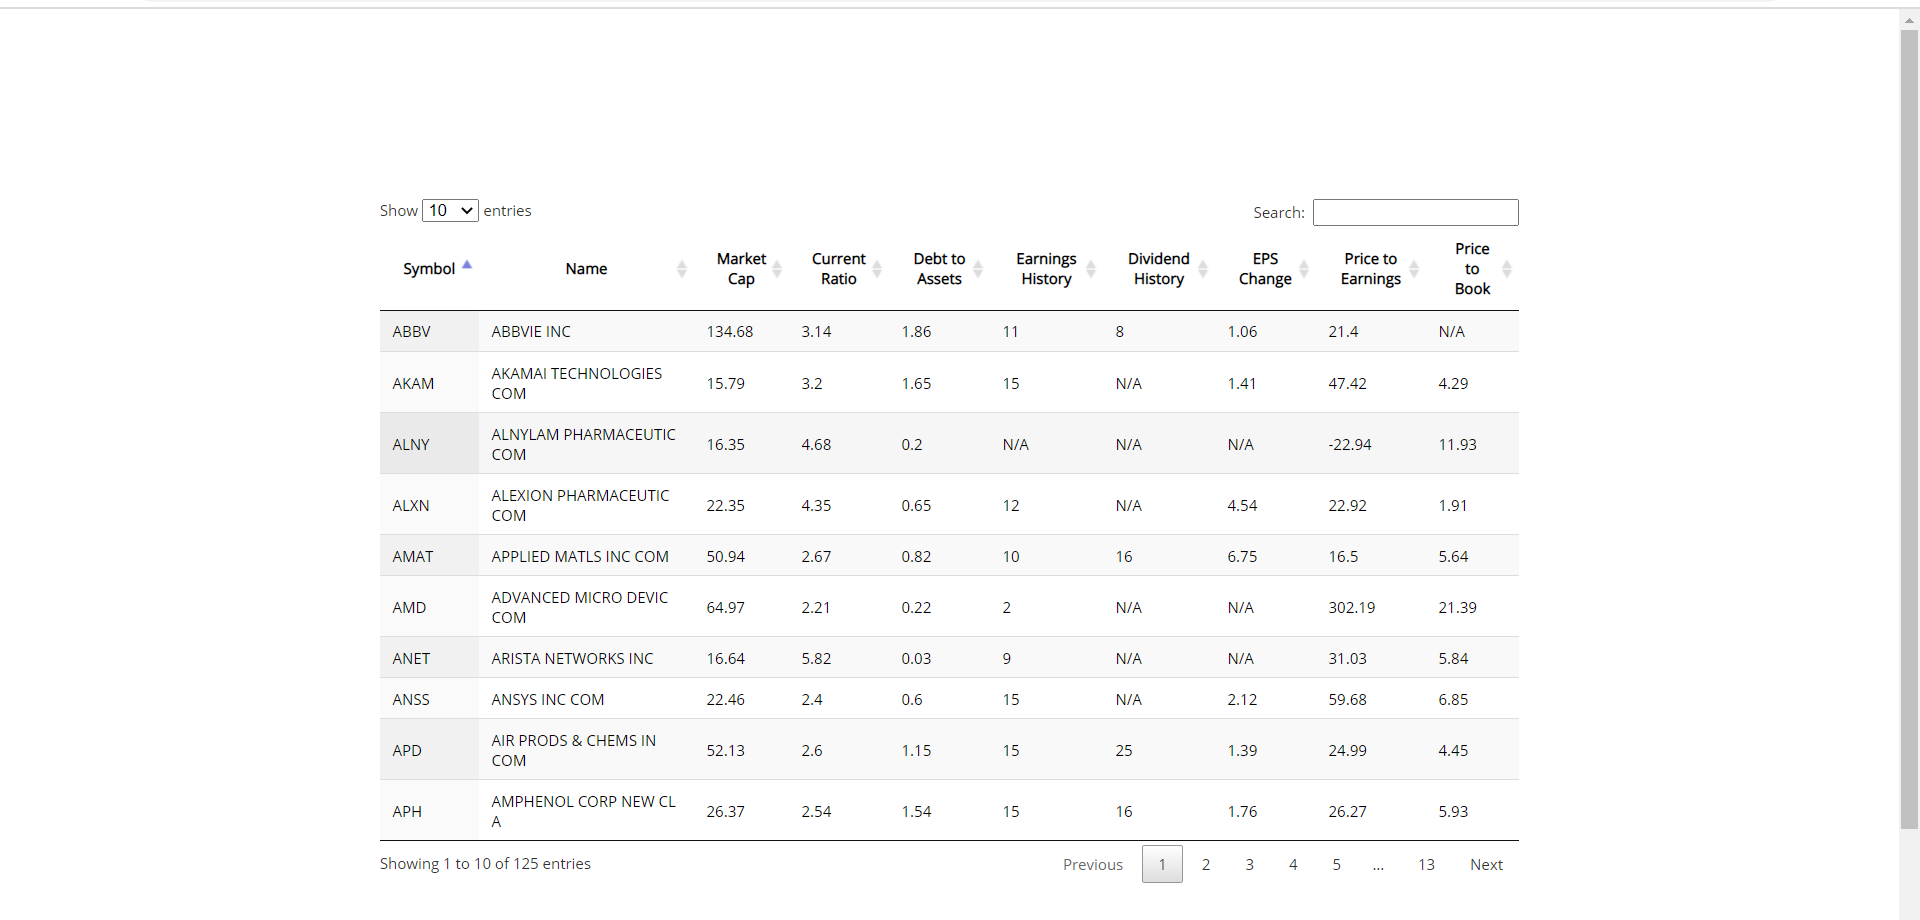 Show 10 entries Search:
Symbol Name Market Cap Current Ratio Debt to Assets Earnings History Dividend History EPS Change Price to Earnings Price to Book
ABBV ABBVIE INC 134.68 3.14 1.86 11 8 1.06 21.4 N/A
AKAM AKAMAI TECHNOLOGIES COM 15.79 3.2 1.65 15 N/A 1.41 47.42 4.29
ALNY ALNYLAM PHARMACEUTIC COM 16.35 4.68 0.2 N/A N/A N/A -22.94 11.93
ALXN ALEXION PHARMACEUTIC COM 22.35 4.35 0.65 12 N/A 4.54 22.92 1.91
AMAT APPLIED MATLS INC COM 50.94 2.67 0.82 10 16 6.75 16.5 5.64
AMD ADVANCED MICRO DEVIC COM 64.97 2.21 0.22 2 N/A N/A 302.19 21.39
ANET ARISTA NETWORKS INC 16.64 5.82 0.03 9 N/A N/A 31.03 5.84
ANSS ANSYS INC COM 22.46 2.4 0.6 15 N/A 2.12 59.68 6.85
APD AIR PRODS & CHEMS IN COM 52.13 2.6 1.15 15 25 1.39 24.99 4.45
APH AMPHENOL CORP NEW CL A 26.37 2.54 1.54 15 16 1.76 26.27 5.93
Showing 1 to 10 of 125 entries Previous 1 2 3 4 5 ... 13 Next